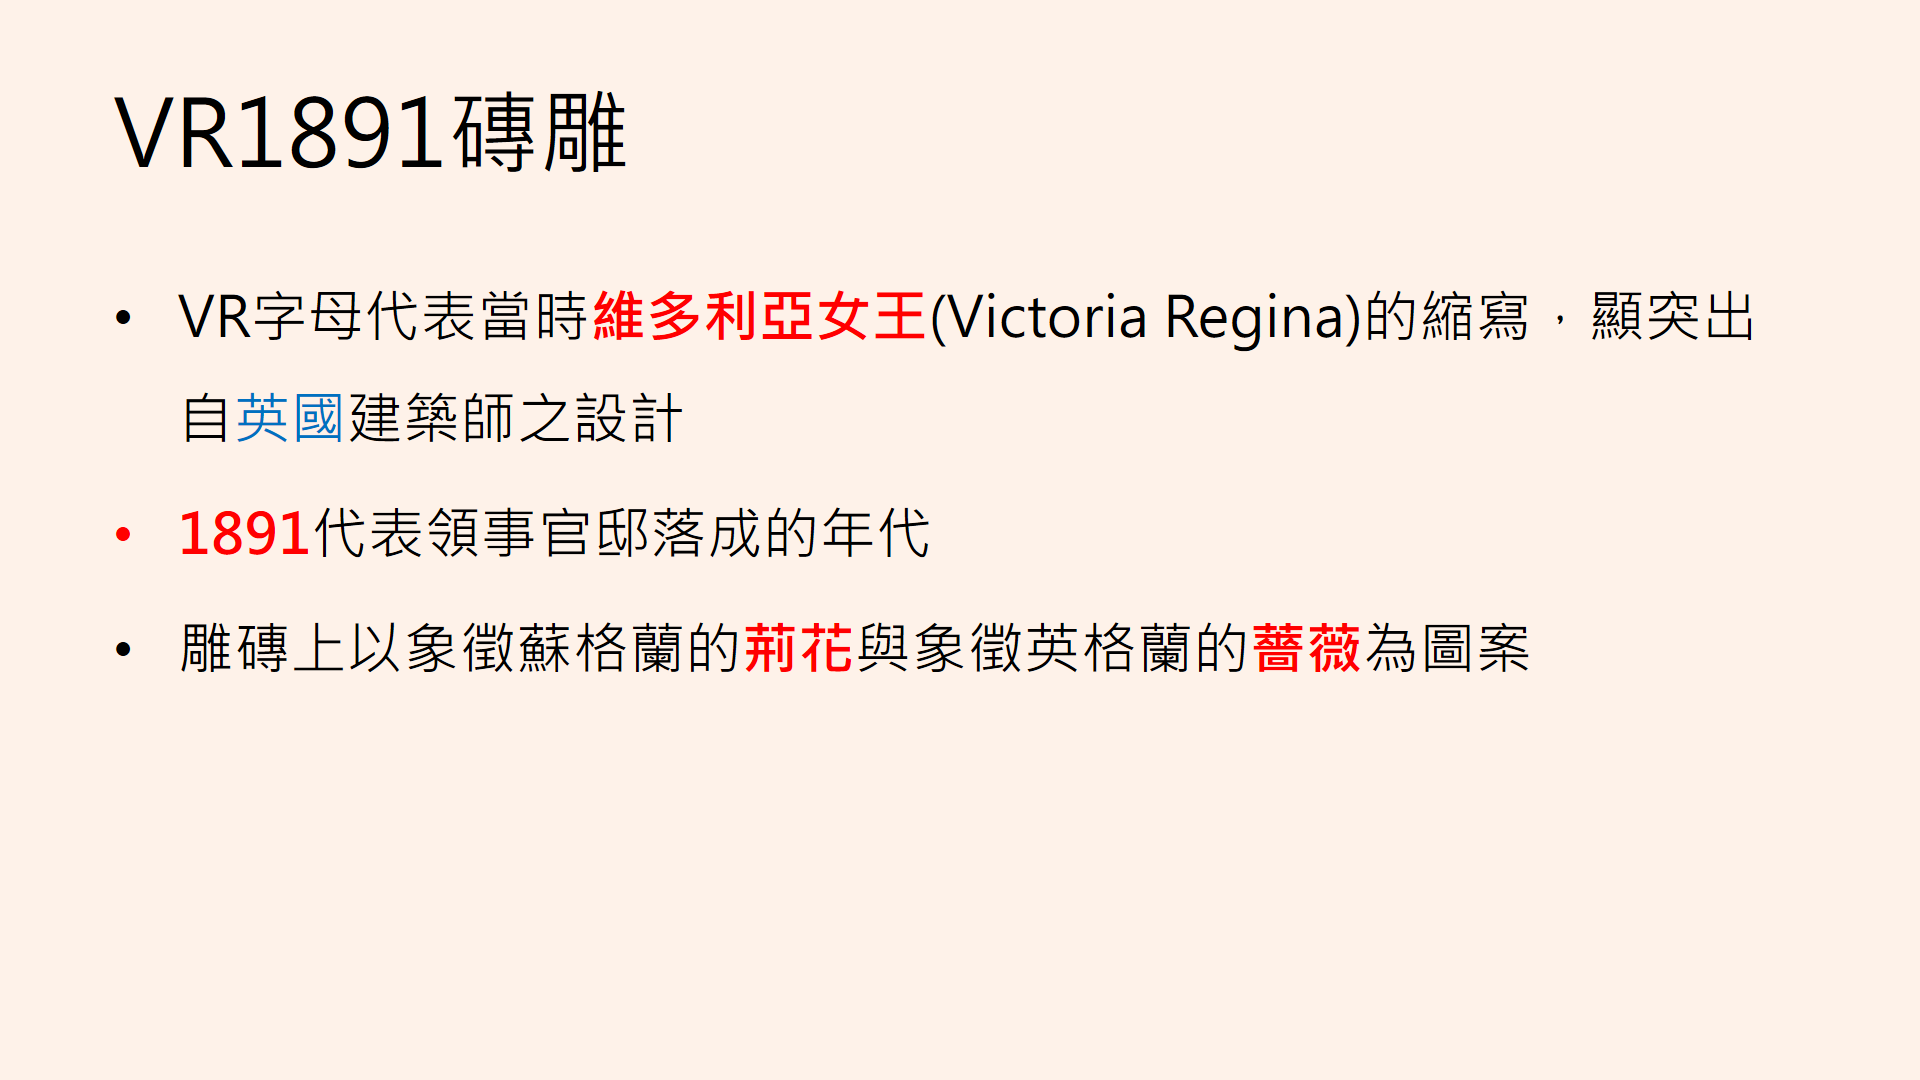 VR1891磚雕
• VR字母代表當時維多利亞女王(Victoria Regina)的縮寫，顯突出
自英國建築師之設計
• 1891代表領事官邸落成的年代
• 雕磚上以象徵蘇格蘭的荊花與象徵英格蘭的薔薇為圖案